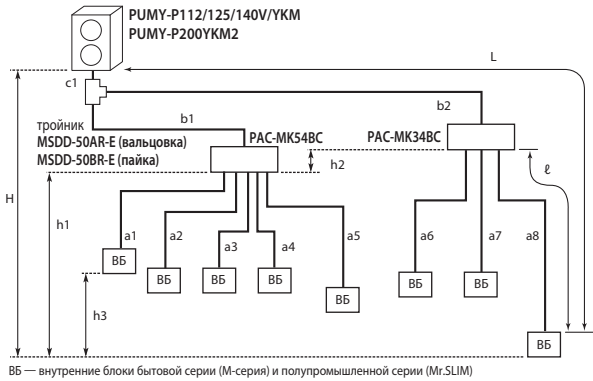 PUMY-P112/125/140V/YKM
PUMY-P200YKM2
L
c1
b1
b2
тройник
MSDD-50AR-E (вальцовка)
MSDD-50BR-E (пайка)
PAC-MK54BC
PAC-MK34BC
h2
ℓ
H
h1
a1
a2
a3
a4
a5
a6
a7
a8
ВБ
ВБ
ВБ
ВБ
ВБ
ВБ
ВБ
ВБ
h3
ВБ — внутренние блоки бытовой серии (М-серия) и полупромышленной серии (Mr.SLIM)